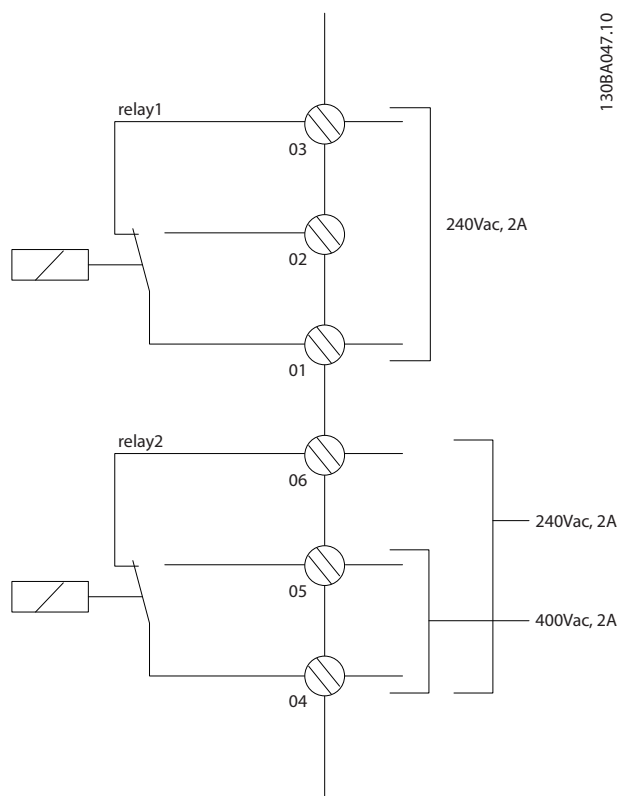 130BA047.10
relay1
03
240Vac, 2A
02
01
relay2
06
240Vac, 2A
05
400Vac, 2A
04